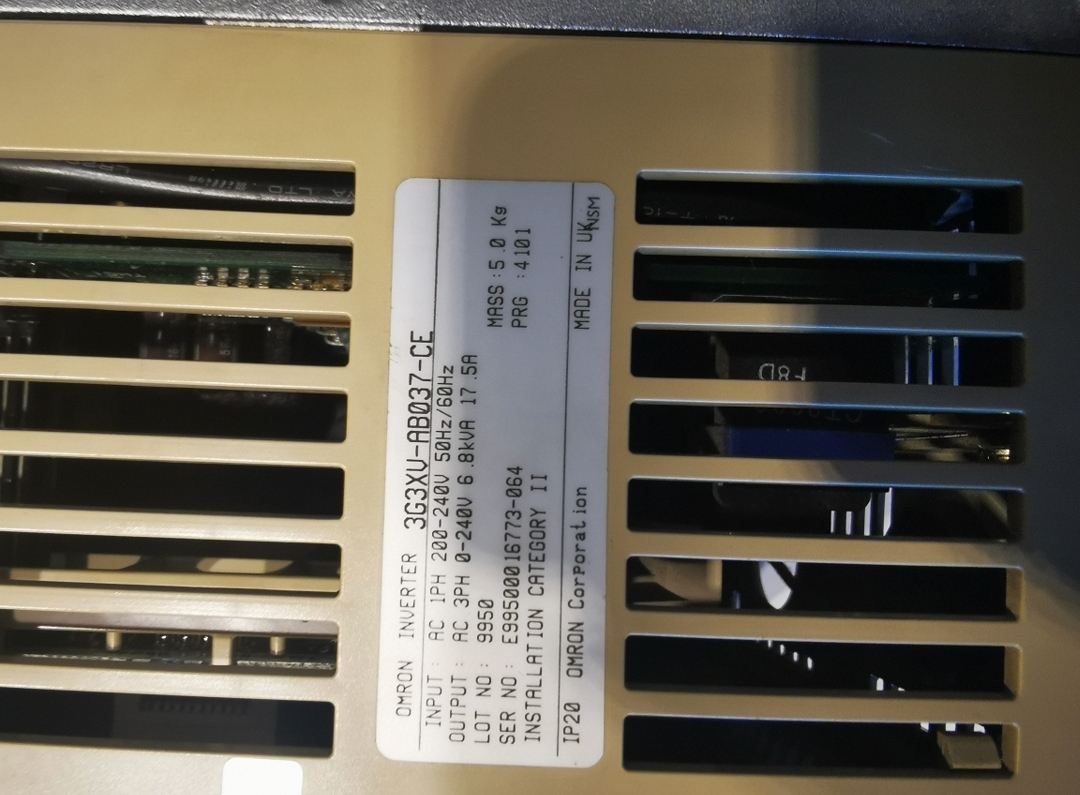 OMRON INVERTER 3G3XV-AB037-CE
INPUT : AC 1PH 200-240V 50Hz/60Hz
OUTPUT : AC 3PH 0-240V 6.8kVA 17.5A
LOT NO : 9950
MASS :5.0 Kg
SER NO : E99500016773-064
PRG :4101
INSTALLATION CATEGORY II
IP20 OMRON Corporation
MADE IN UK
NSM
LTD